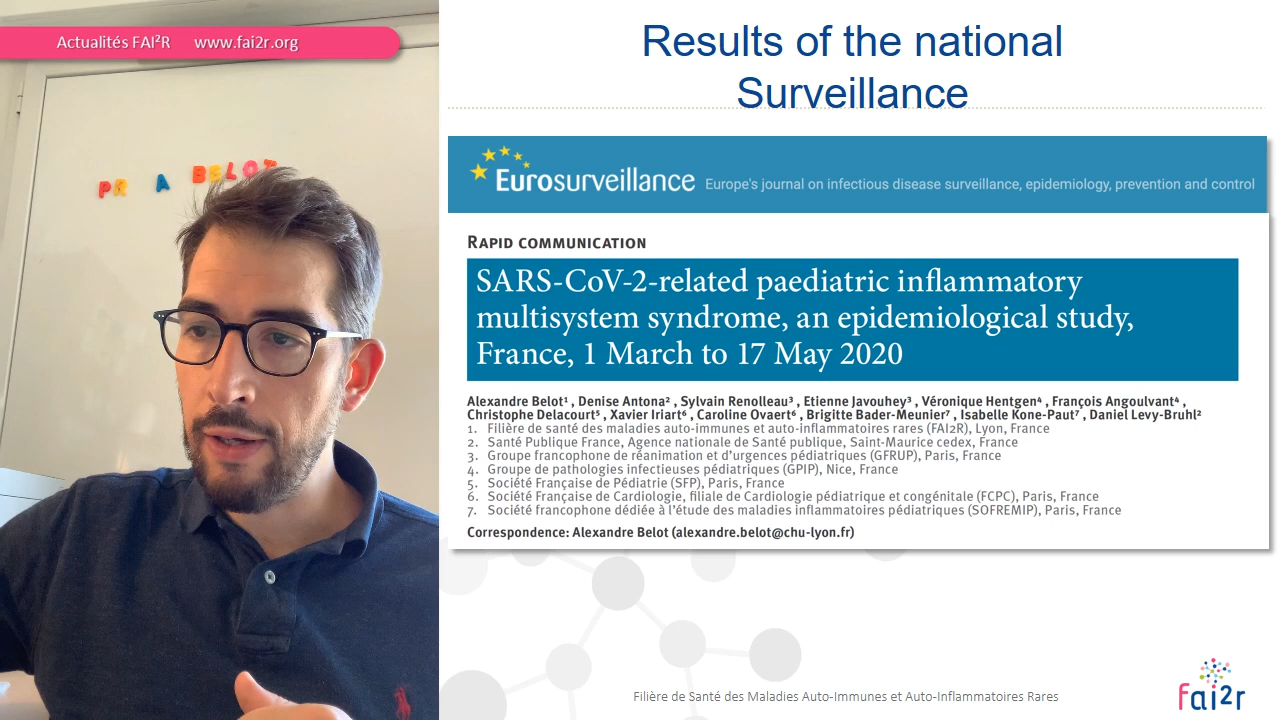 Actualités FAI²R www.fai2r.org
PR A BELOT
Results of the national
Surveillance
Eurosurveillance Europe's journal on infectious disease surveillance, epidemiology, prevention and control
RAPID COMMUNICATION
SARS-CoV-2-related paediatric inflammatory
multisystem syndrome, an epidemiological study,
France, 1 March to 17 May 2020
Alexandre Belot¹ , Denise Antona² , Sylvain Renolleau³ , Etienne Javouhey³ , Véronique Hentgen⁴ , François Angoulvant⁴ ,
Christophe Delacourt⁵ , Xavier Iriart⁶ , Caroline Ovaert⁶ , Brigitte Bader-Meunier⁷ , Isabelle Kone-Paut⁷ , Daniel Levy-Bruhl²
1. Filière de santé des maladies auto-immunes et auto-inflammatoires rares (FAI2R), Lyon, France
2. Santé Publique France, Agence nationale de Santé publique, Saint-Maurice cedex, France
3. Groupe francophone de réanimation et d'urgences pédiatriques (GFRUP), Paris, France
4. Groupe de pathologies infectieuses pédiatriques (GPIP), Nice, France
5. Société Française de Pédiatrie (SFP), Paris, France
6. Société Française de Cardiologie, filiale de Cardiologie pédiatrique et congénitale (FCPC), Paris, France
7. Société francophone dédiée à l'étude des maladies inflammatoires pédiatriques (SOFREMIP), Paris, France
Correspondence: Alexandre Belot (alexandre.belot@chu-lyon.fr)
Filière de Santé des Maladies Auto-Immunes et Auto-Inflammatoires Rares
fai2r